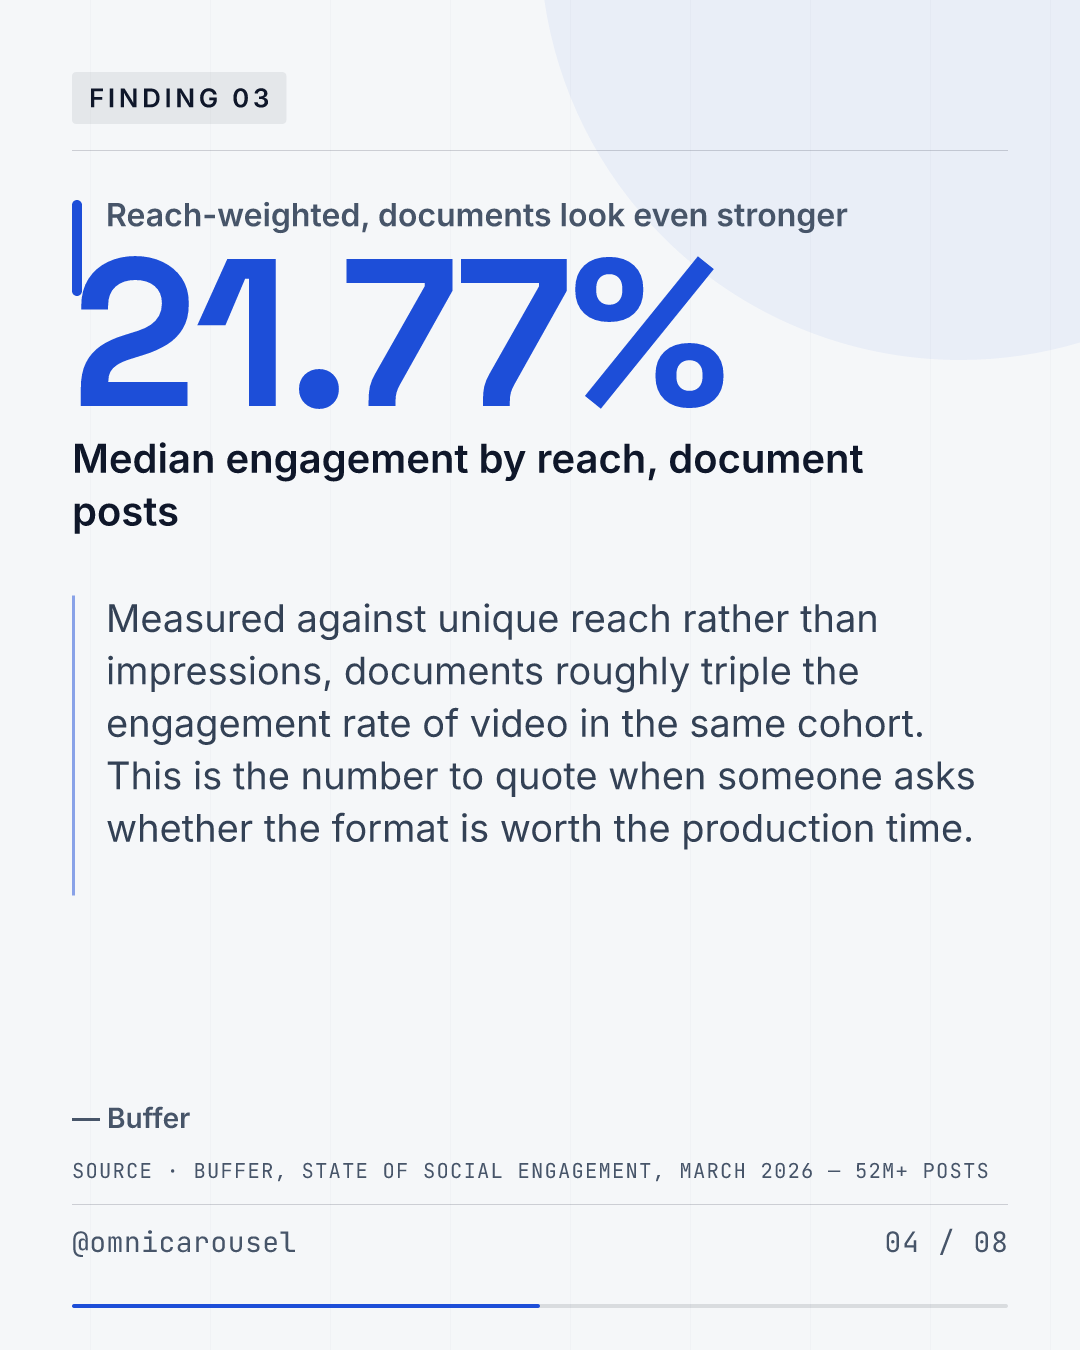 FINDING 03
Reach-weighted, documents look even stronger
21.77%
Median engagement by reach, document
posts
Measured against unique reach rather than
impressions, documents roughly triple the
engagement rate of video in the same cohort.
This is the number to quote when someone asks
whether the format is worth the production time.
— Buffer
SOURCE · BUFFER, STATE OF SOCIAL ENGAGEMENT, MARCH 2026 — 52M+ POSTS
@omnicarousel
04 / 08